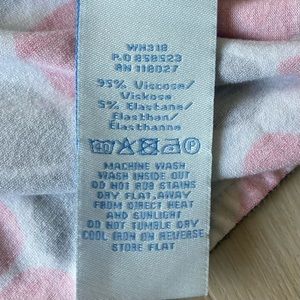 WH318
P.O 858523
RN 118027
95% Viscose/
Viskose
5% Elastane/
Elasthan/
Élasthanne
MACHINE WASH
WASH INSIDE OUT
DO NOT RUB STAINS
DRY FLAT,AWAY
FROM DIRECT HEAT
AND SUNLIGHT
DO NOT TUMBLE DRY
COOL IRON ON REVERSE
STORE FLAT